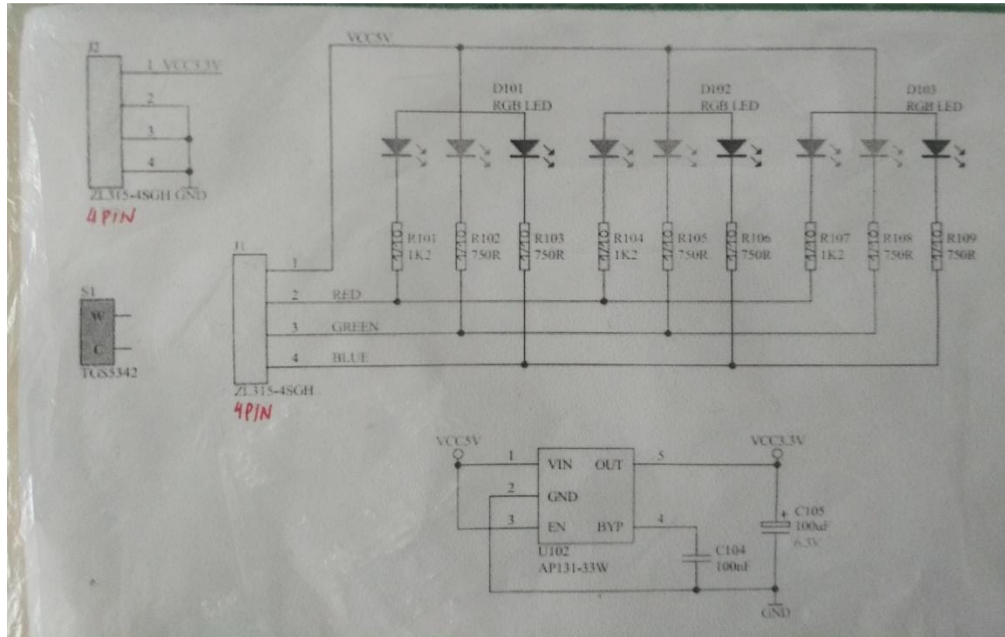 J2
1 VCC3.3V
2
3
4
ZL315-4SGH GND
4PIN
VCC5V
D101
RGB LED
D102
RGB LED
D103
RGB LED
R101
1K2
R102
750R
R103
750R
R104
1K2
R105
750R
R106
750R
R107
1K2
R108
750R
R109
750R
J1
1
2 RED
3 GREEN
4 BLUE
ZL315-4SGH
4PIN
S1
W
C
TGS5342
VCC5V
VCC3.3V
1 VIN OUT 5
2 GND
3 EN BYP 4
U102
AP131-33W
C104
100nF
+ C105
100uF
6.3V
GND